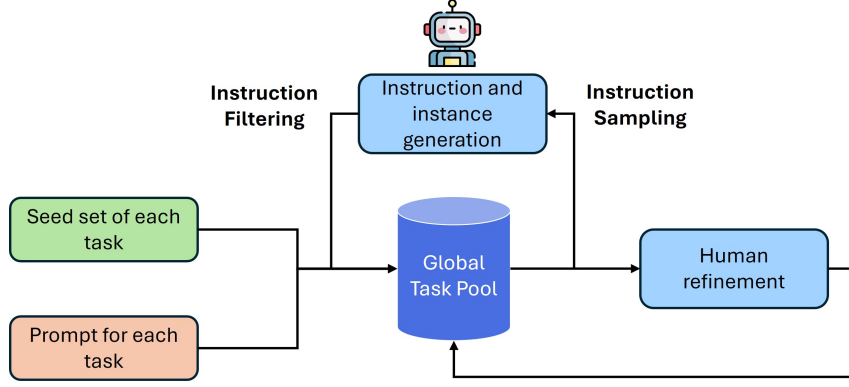 Instruction
Filtering
Instruction and
instance
generation
Instruction
Sampling
Seed set of each
task
Global
Task Pool
Human
refinement
Prompt for each
task